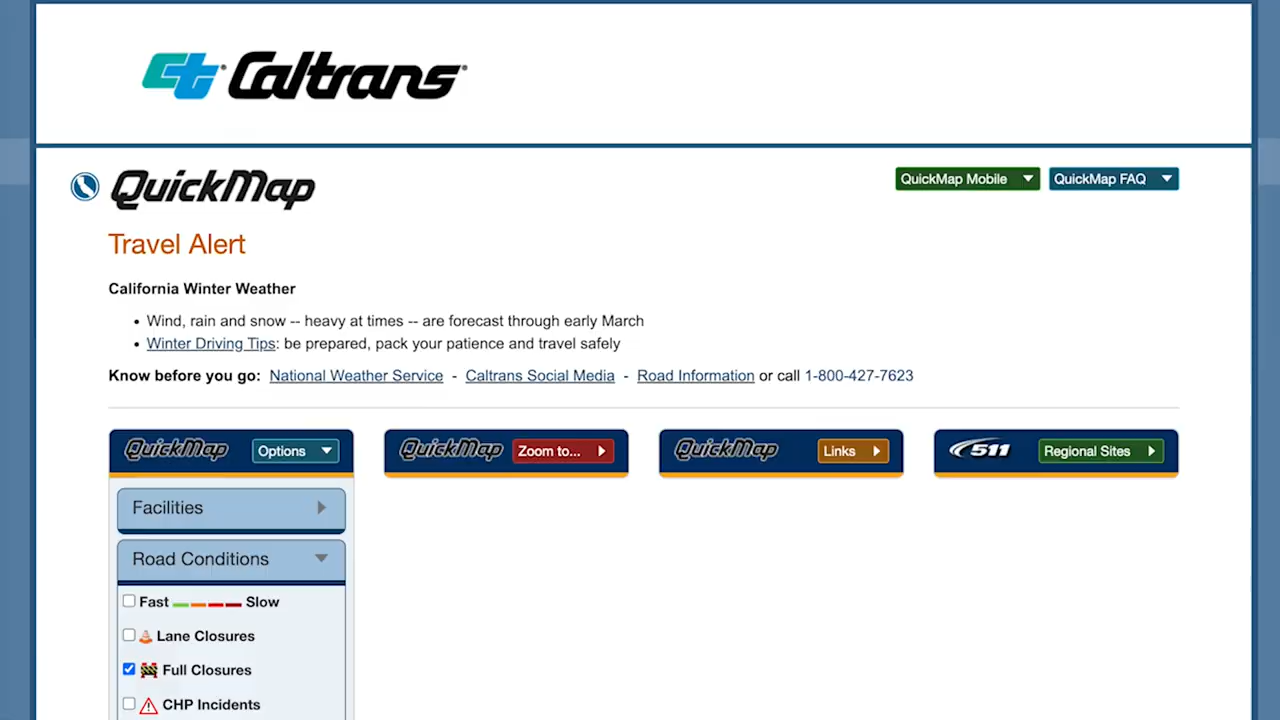 Caltrans
QuickMap
QuickMap Mobile
QuickMap FAQ
Travel Alert
California Winter Weather
• Wind, rain and snow -- heavy at times -- are forecast through early March
• Winter Driving Tips: be prepared, pack your patience and travel safely
Know before you go: National Weather Service - Caltrans Social Media - Road Information or call 1-800-427-7623
QuickMap Options
QuickMap Zoom to...
QuickMap Links
511 Regional Sites
Facilities
Road Conditions
Fast Slow
Lane Closures
Full Closures
CHP Incidents